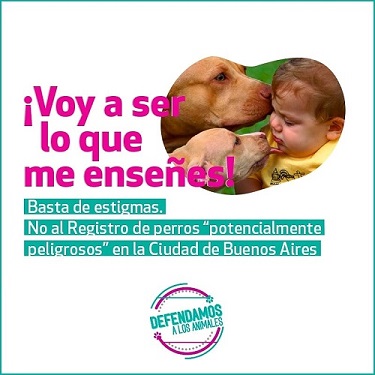 ¡Voy a ser
lo que
me enseñes!
Basta de estigmas.
No al Registro de perros “potencialmente
peligrosos” en la Ciudad de Buenos Aires
DEFENDAMOS
A LOS ANIMALES